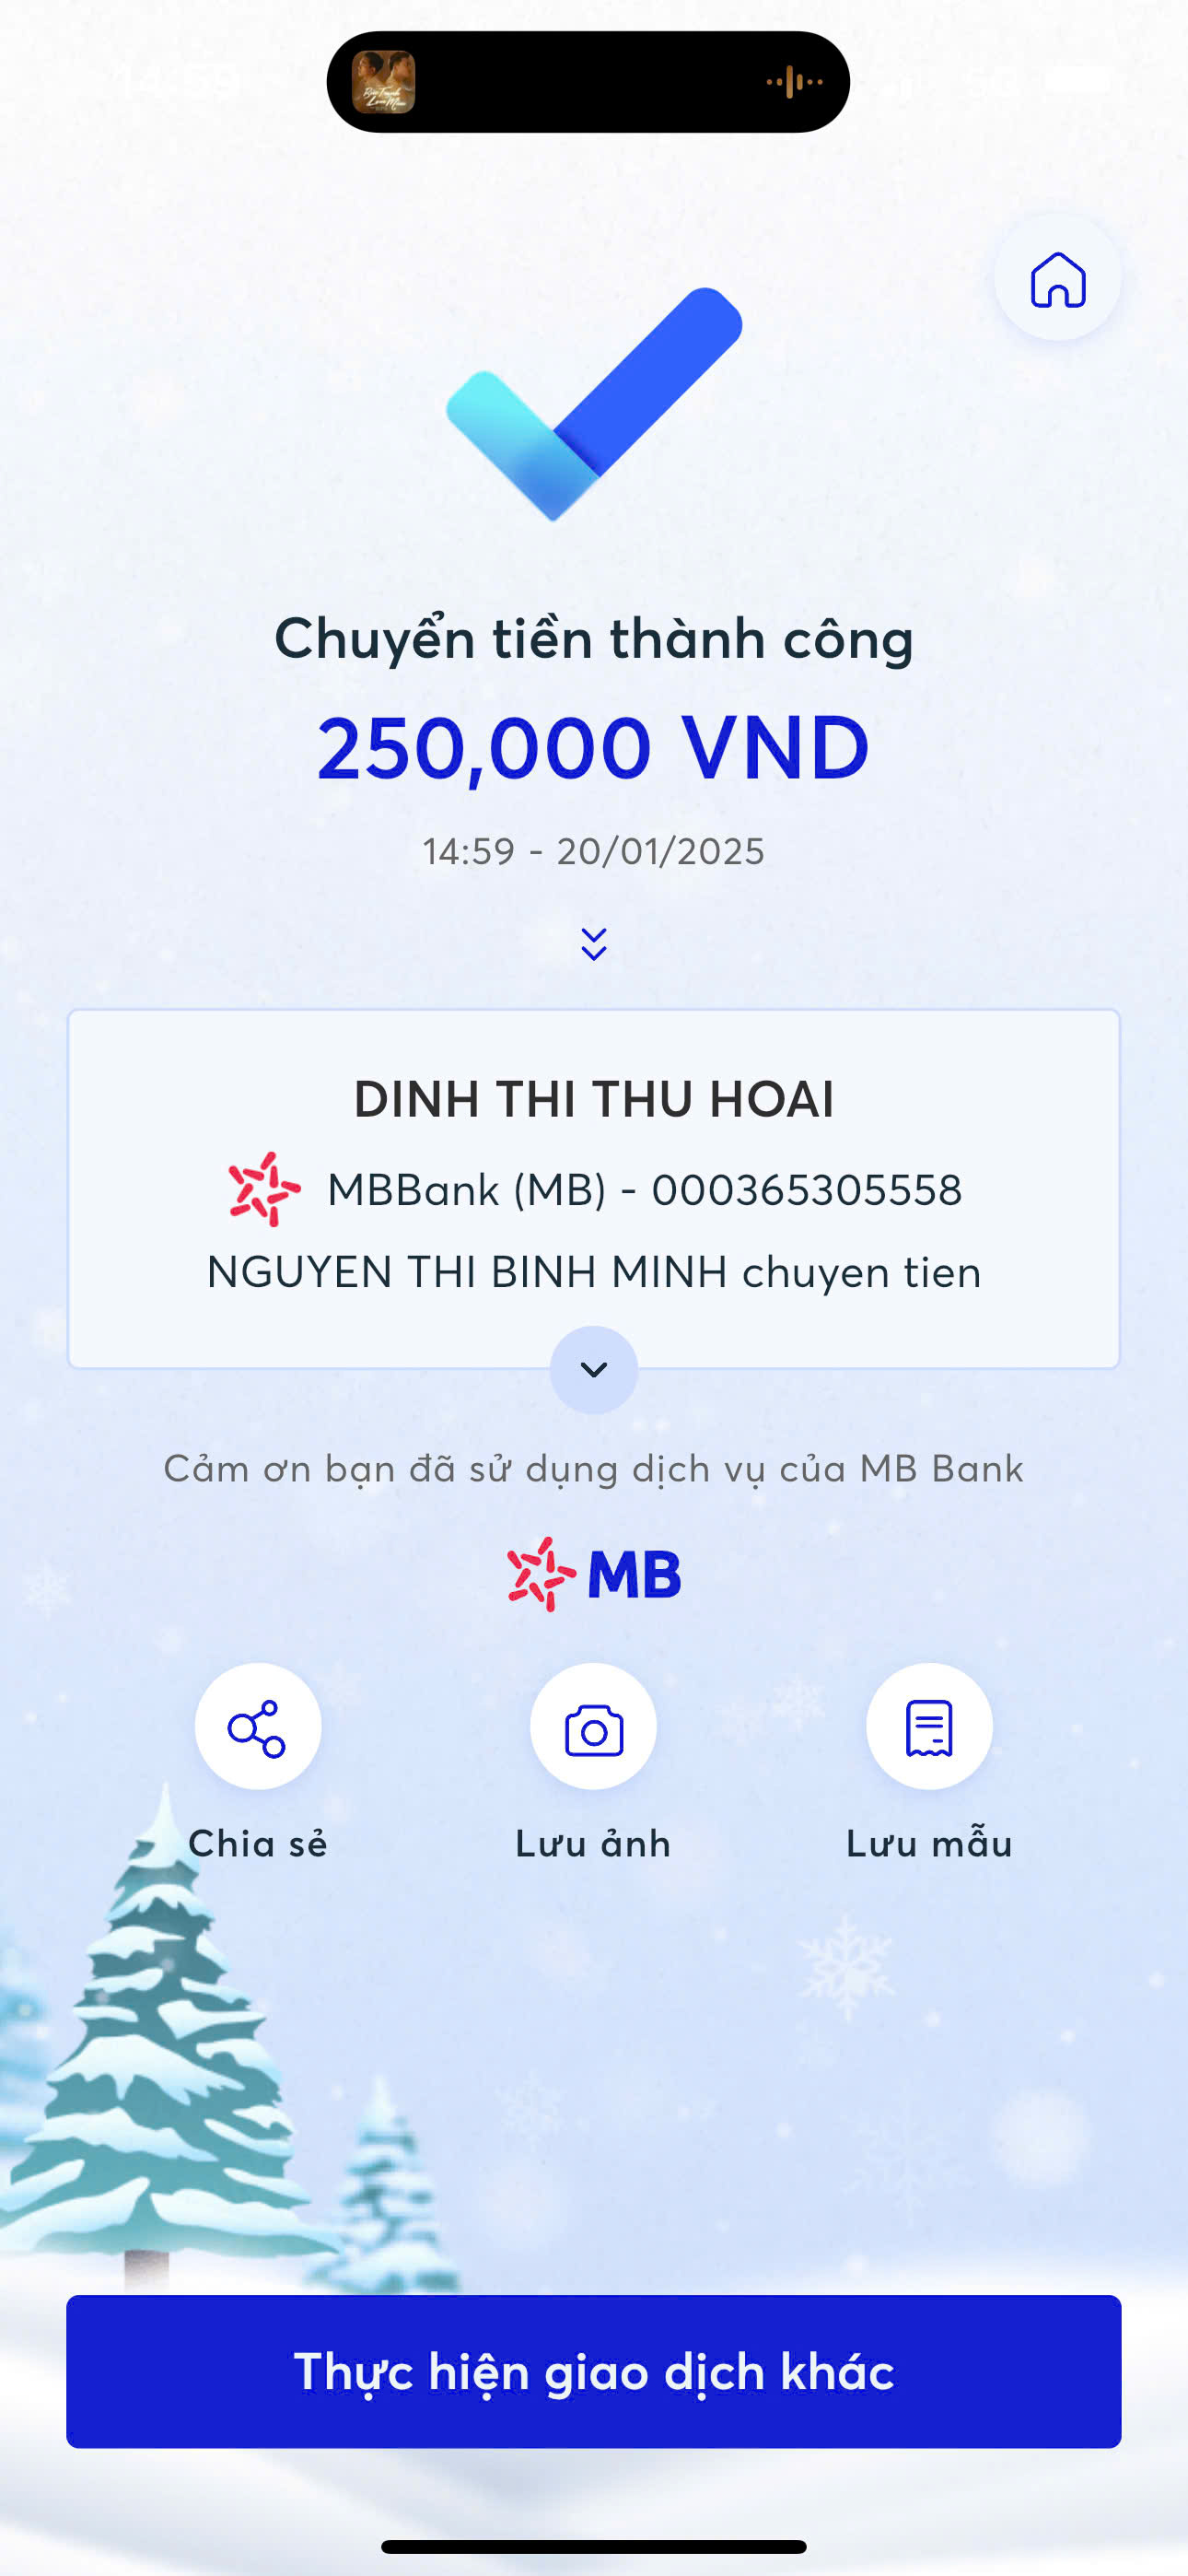 Chuyển tiền thành công
250,000 VND
14:59 - 20/01/2025
DINH THI THU HOAI
MBBank (MB) - 000365305558
NGUYEN THI BINH MINH chuyen tien
Cảm ơn bạn đã sử dụng dịch vụ của MB Bank
MB
Chia sẻ
Lưu ảnh
Lưu mẫu
Thực hiện giao dịch khác